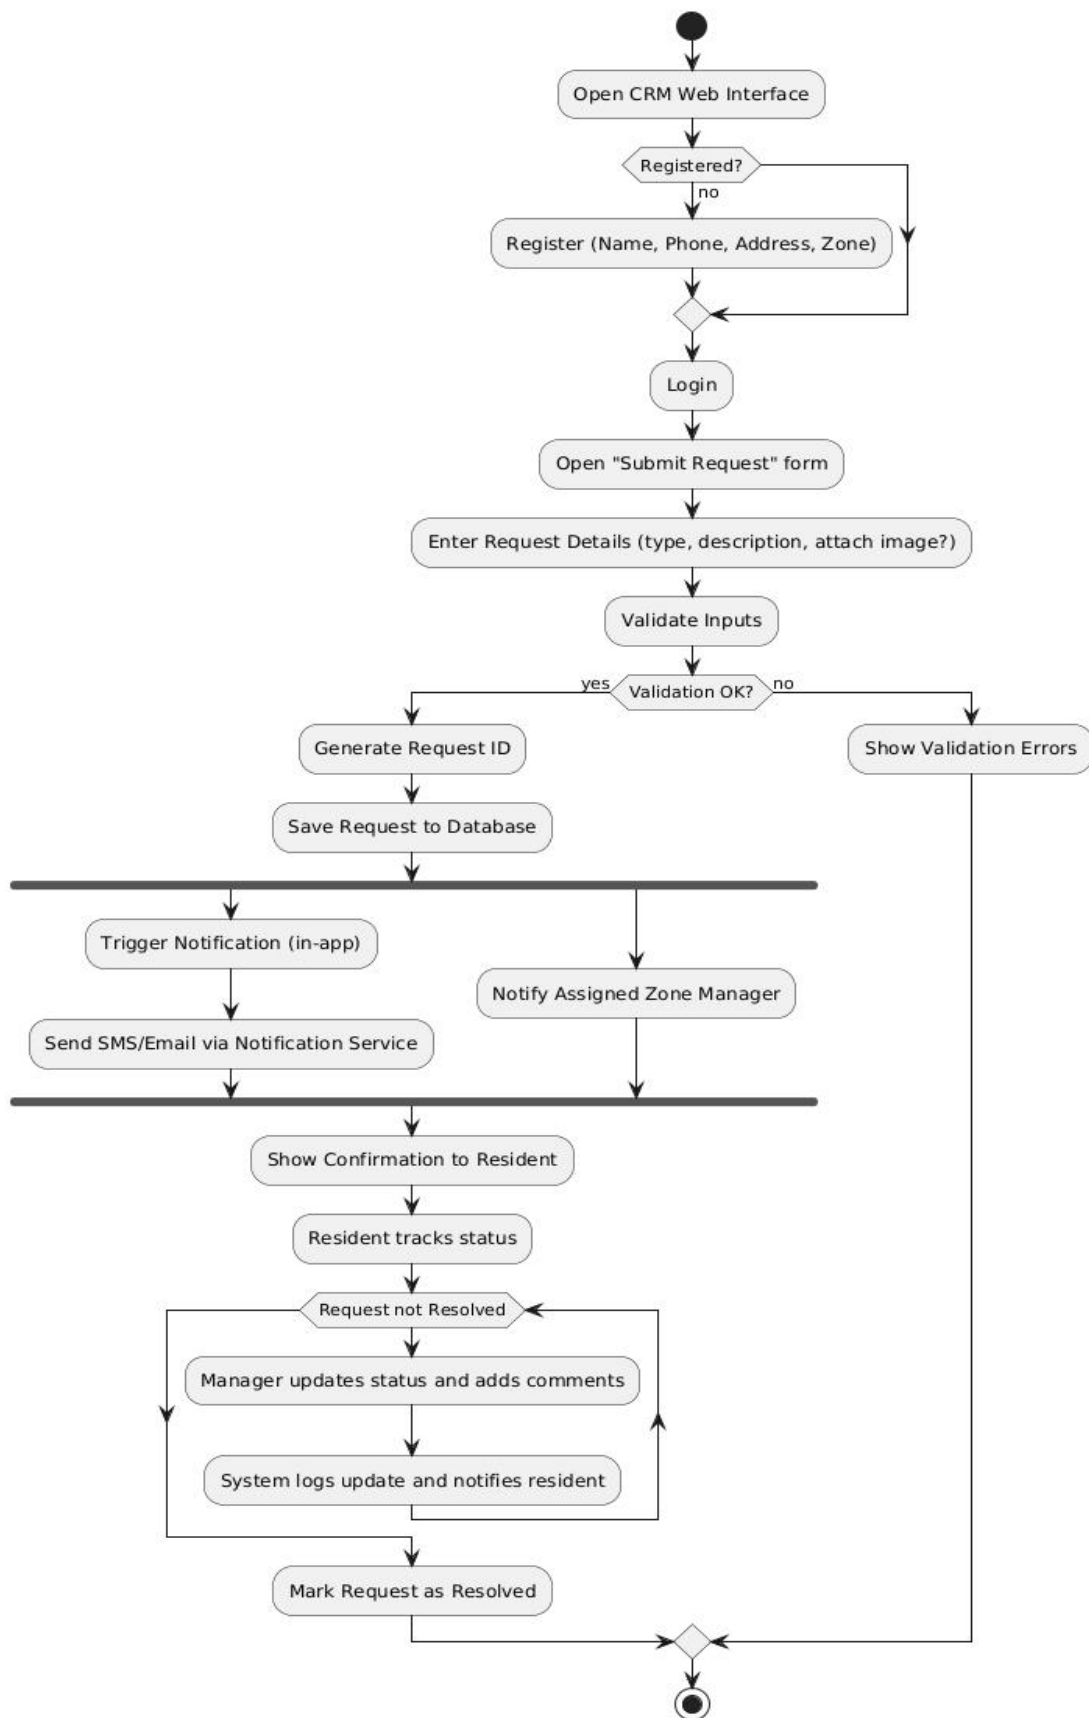 Open CRM Web Interface
Registered?
no
Register (Name, Phone, Address, Zone)
Login
Open "Submit Request" form
Enter Request Details (type, description, attach image?)
Validate Inputs
yes
Validation OK?
no
Generate Request ID
Show Validation Errors
Save Request to Database
Trigger Notification (in-app)
Notify Assigned Zone Manager
Send SMS/Email via Notification Service
Show Confirmation to Resident
Resident tracks status
Request not Resolved
Manager updates status and adds comments
System logs update and notifies resident
Mark Request as Resolved